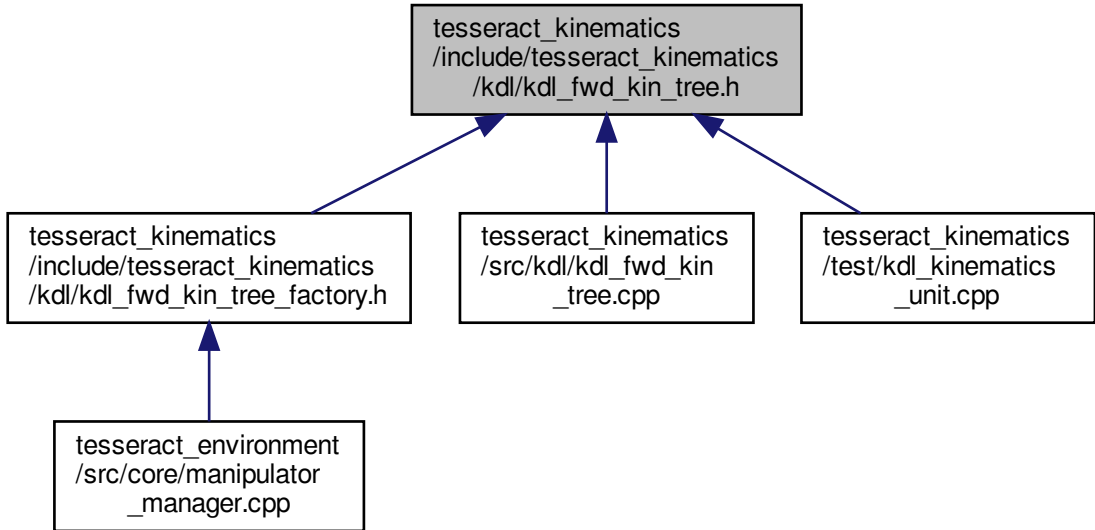 tesseract_kinematics
/include/tesseract_kinematics
/kdl/kdl_fwd_kin_tree.h
tesseract_kinematics
/include/tesseract_kinematics
/kdl/kdl_fwd_kin_tree_factory.h
tesseract_kinematics
/src/kdl/kdl_fwd_kin
_tree.cpp
tesseract_kinematics
/test/kdl_kinematics
_unit.cpp
tesseract_environment
/src/core/manipulator
_manager.cpp